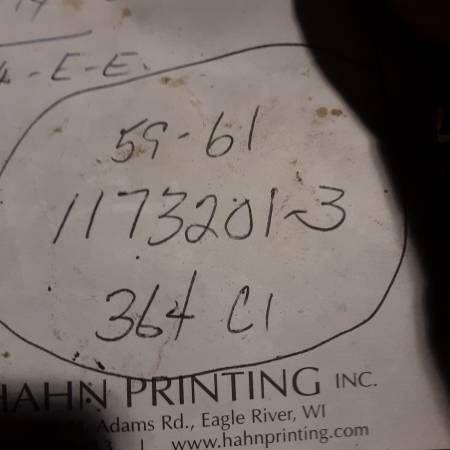 - E - E.
59-61
1173201-3
364 CI
HAHN PRINTING INC.
Adams Rd., Eagle River, WI
www.hahnprinting.com